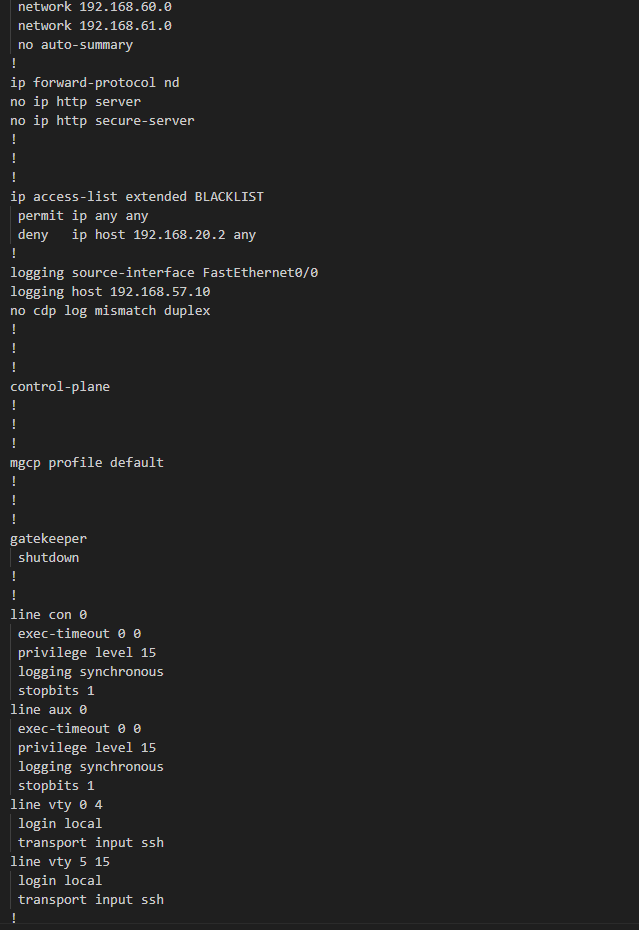 network 192.168.60.0
network 192.168.61.0
no auto-summary
!
ip forward-protocol nd
no ip http server
no ip http secure-server
!
!
!
ip access-list extended BLACKLIST
permit ip any any
deny   ip host 192.168.20.2 any
!
logging source-interface FastEthernet0/0
logging host 192.168.57.10
no cdp log mismatch duplex
!
!
!
control-plane
!
!
!
mgcp profile default
!
!
!
gatekeeper
shutdown
!
!
line con 0
exec-timeout 0 0
privilege level 15
logging synchronous
stopbits 1
line aux 0
exec-timeout 0 0
privilege level 15
logging synchronous
stopbits 1
line vty 0 4
login local
transport input ssh
line vty 5 15
login local
transport input ssh
!